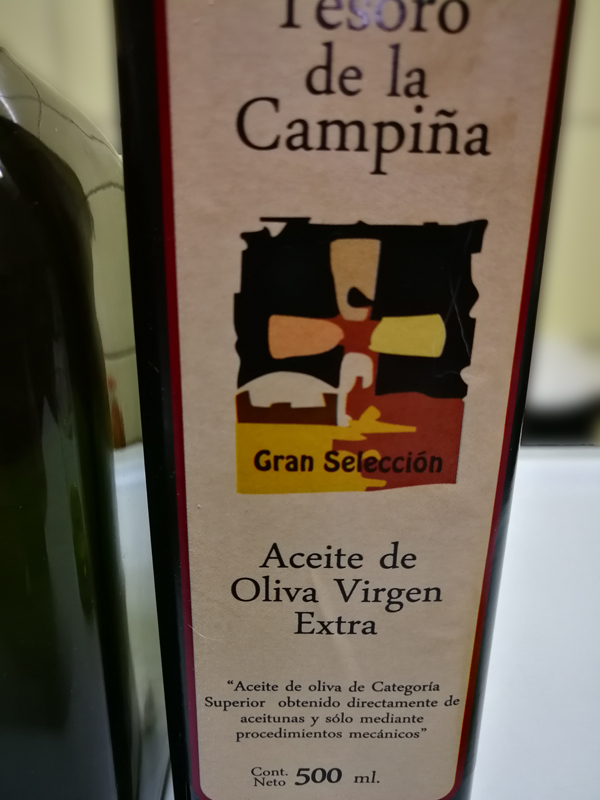 Tesoro
de la
Campiña
Gran Selección
Aceite de
Oliva Virgen
Extra
“Aceite de oliva de Categoría
Superior obtenido directamente de
aceitunas y sólo mediante
procedimientos mecánicos”
Cont.
Neto 500 ml.